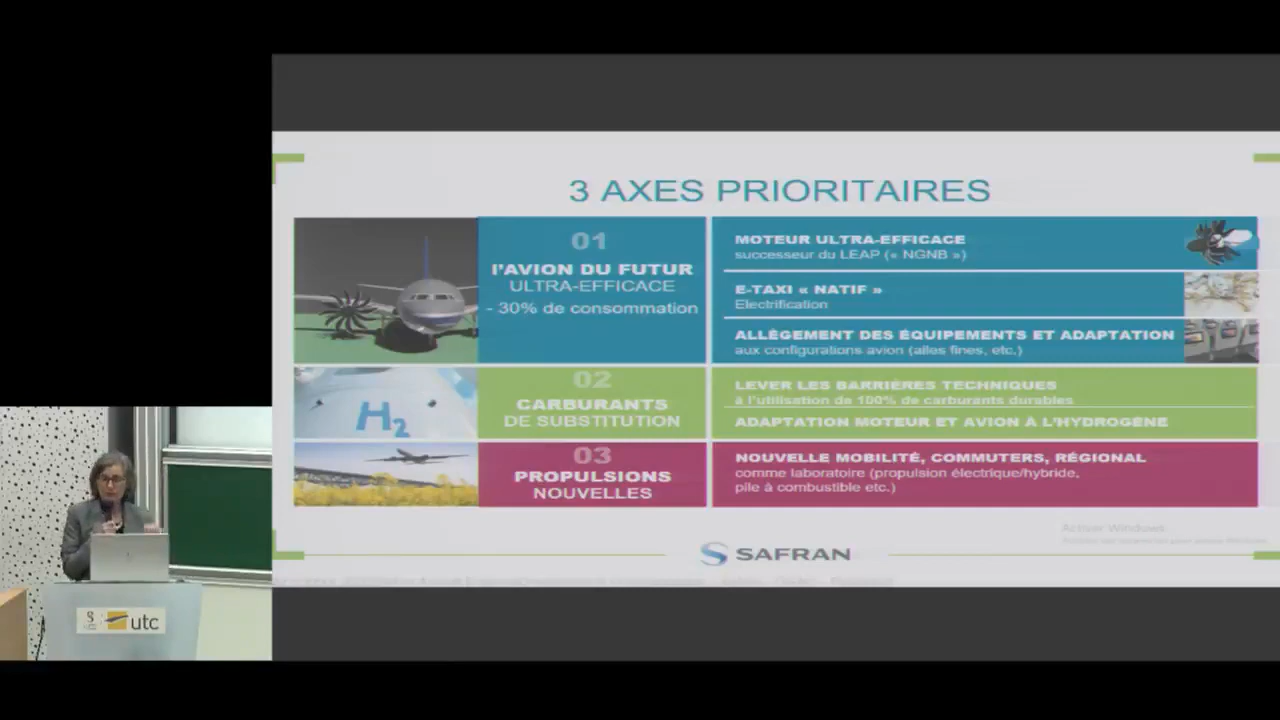 3 AXES PRIORITAIRES
01
l'AVION DU FUTUR
ULTRA-EFFICACE
- 30% de consommation
MOTEUR ULTRA-EFFICACE
successeur du LEAP (« NGNB »)
E-TAXI « NATIF »
Electrification
ALLÈGEMENT DES ÉQUIPEMENTS ET ADAPTATION
aux configurations avion (ailes fines, etc.)
H2
02
CARBURANTS
DE SUBSTITUTION
LEVER LES BARRIÈRES TECHNIQUES
à l'utilisation de 100% de carburants durables
ADAPTATION MOTEUR ET AVION À L'HYDROGÈNE
03
PROPULSIONS
NOUVELLES
NOUVELLE MOBILITÉ, COMMUTERS, RÉGIONAL
comme laboratoire (propulsion électrique/hybride,
pile à combustible etc.)
Activer Windows
SAFRAN
utc